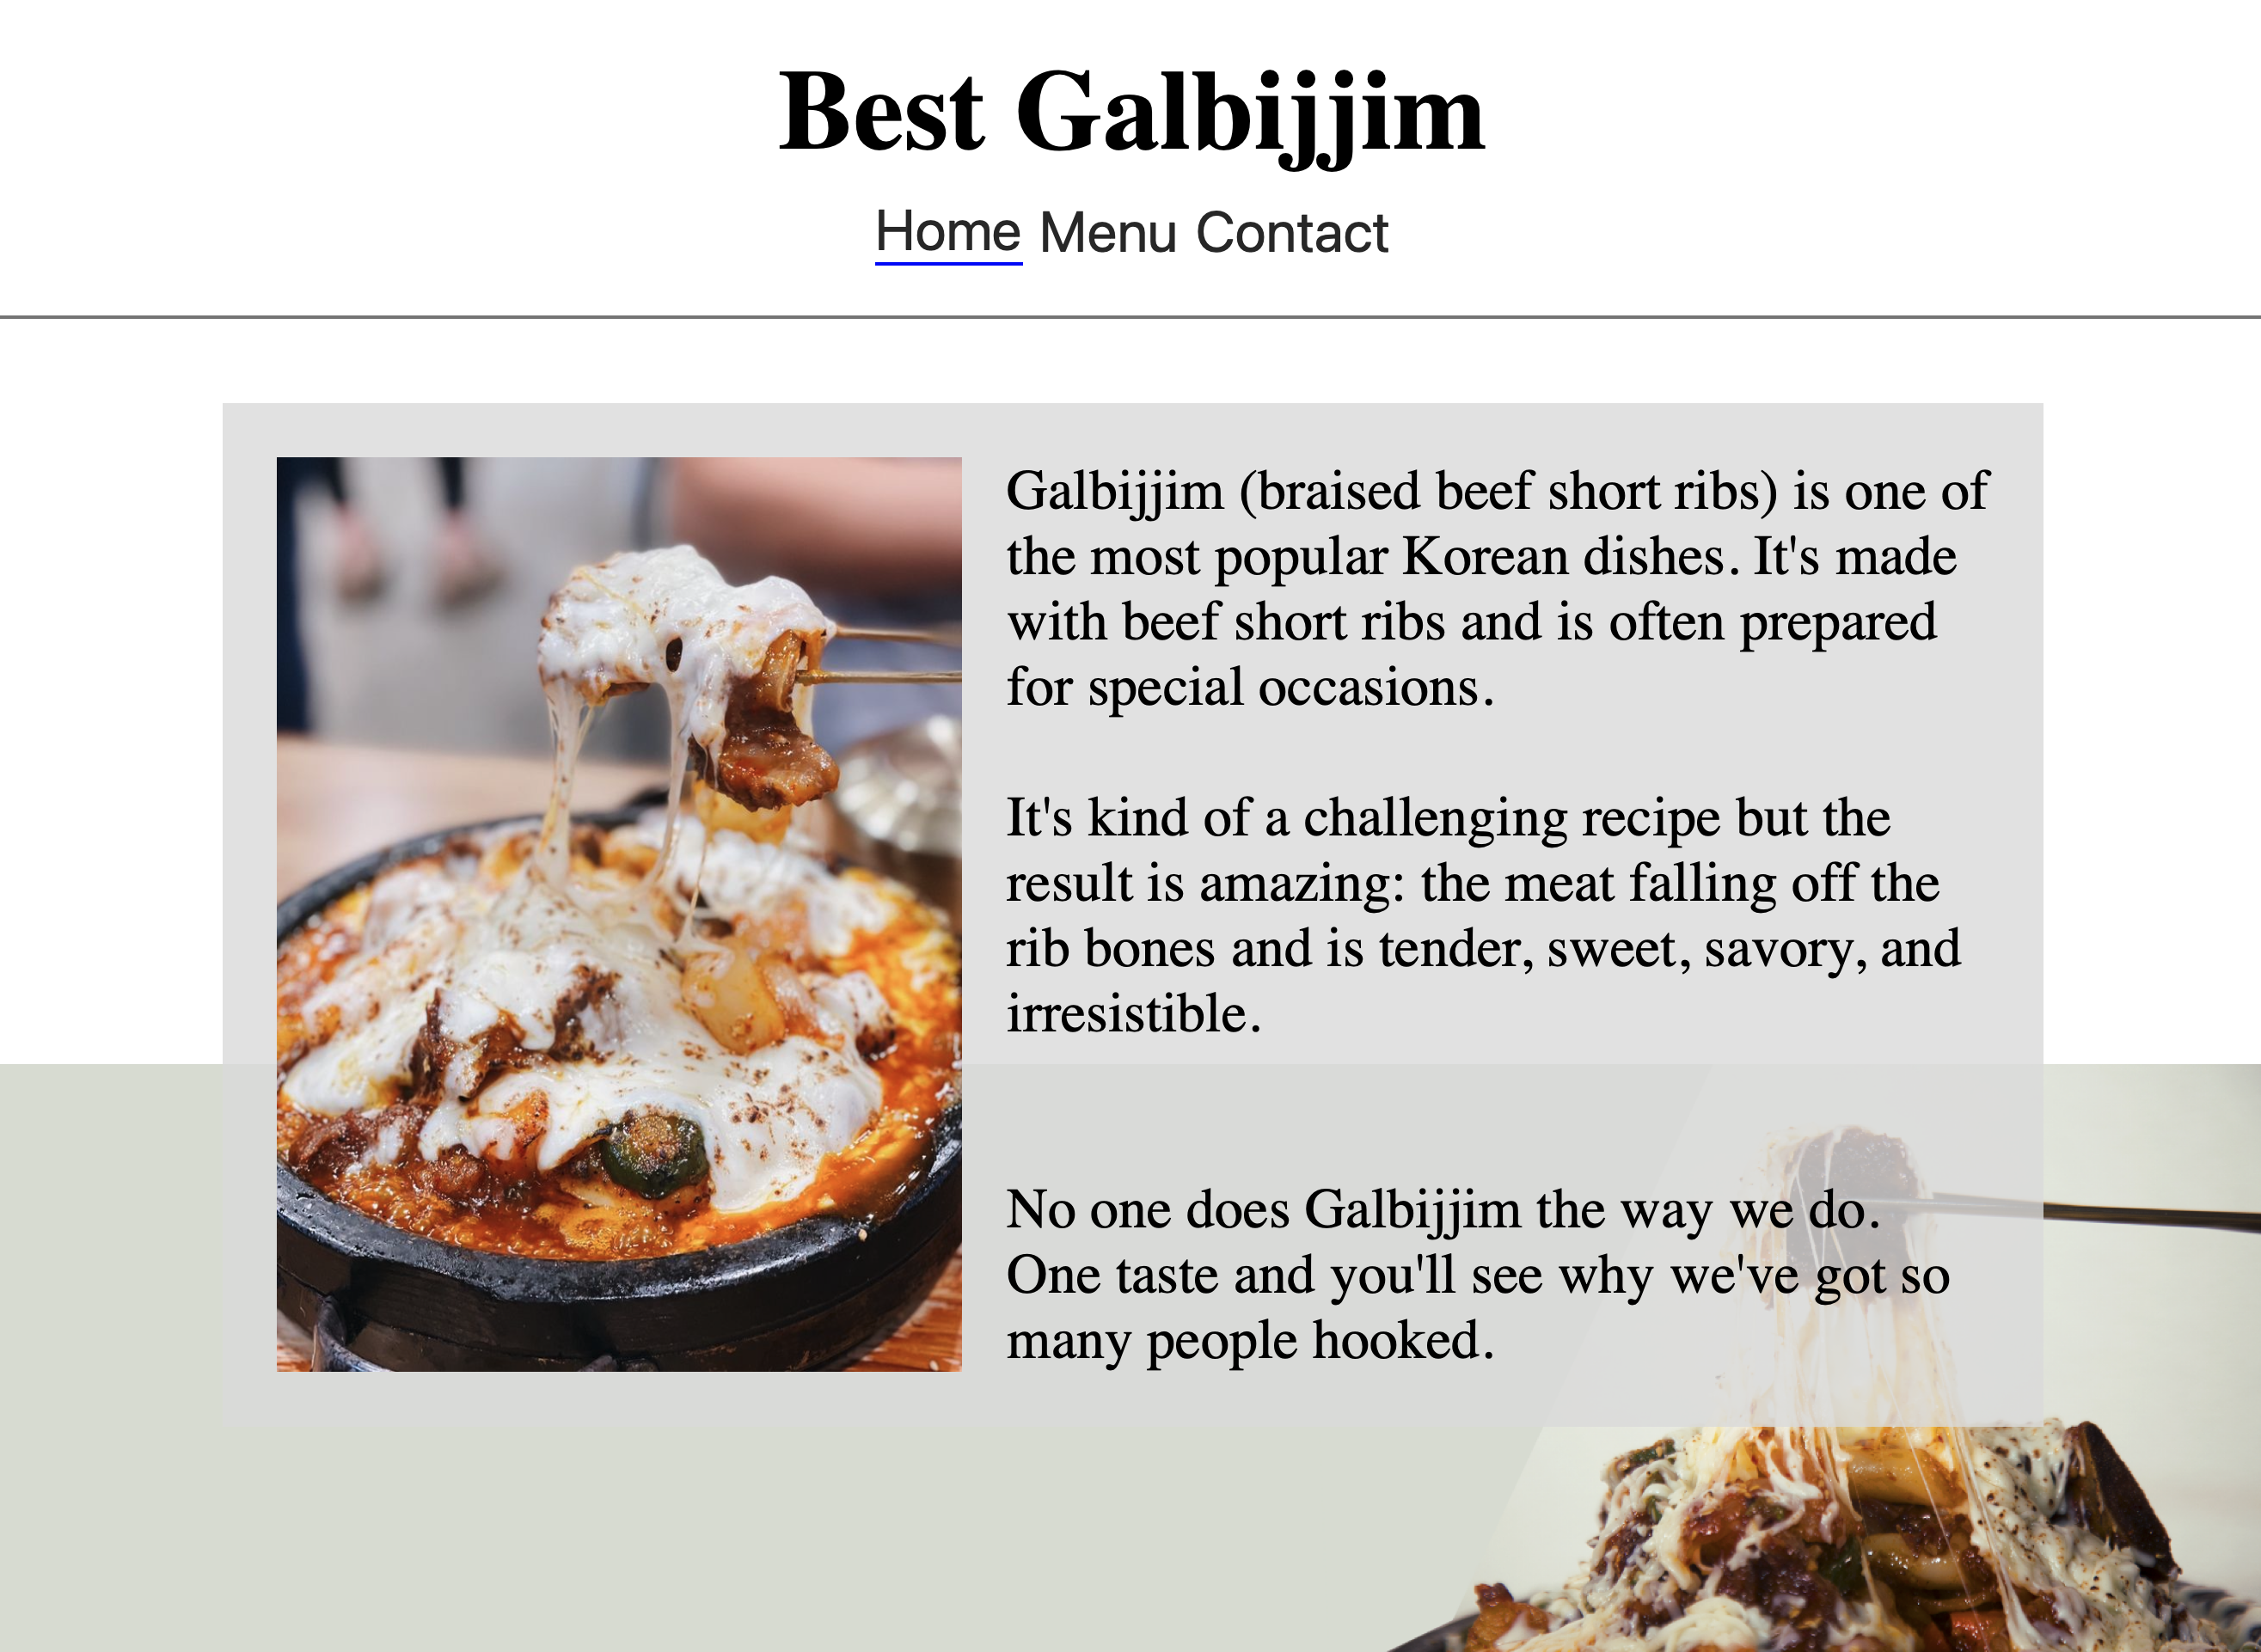 Best Galbijjim
Home Menu Contact
Galbijjim (braised beef short ribs) is one of
the most popular Korean dishes. It's made
with beef short ribs and is often prepared
for special occasions.
It's kind of a challenging recipe but the
result is amazing: the meat falling off the
rib bones and is tender, sweet, savory, and
irresistible.
No one does Galbijjim the way we do.
One taste and you'll see why we've got so
many people hooked.